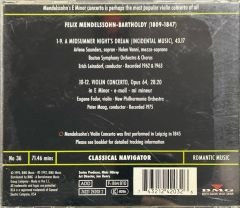 Mendelssohn's E Minor concerto is perhaps the most popular violin concerto of all
FELIX MENDELSSOHN-BARTHOLDY (1809-1847)
1-9. A MIDSUMMER NIGHT'S DREAM (INCIDENTAL MUSIC), 43.17
Arlene Saunders, soprano - Helen Vanni, mezzo-soprano
Boston Symphony Orchestra & Chorus
Erich Leinsdorf, conductor
Recorded 1962 & 1963
10-12. VIOLIN CONCERTO, Opus 64, 28.20
in E minor - e-moll - mi mineur
Eugene Fodor, violin - New Philharmonia Orchestra
Peter Maag, conductor
Recorded 1975
Mendelssohn's Violin Concerto was first performed in Leipzig in 1845
Please see booklet for detailed tracking information
No 36
71.46 mins
CLASSICAL NAVIGATOR
ROMANTIC MUSIC
ADD
BMG